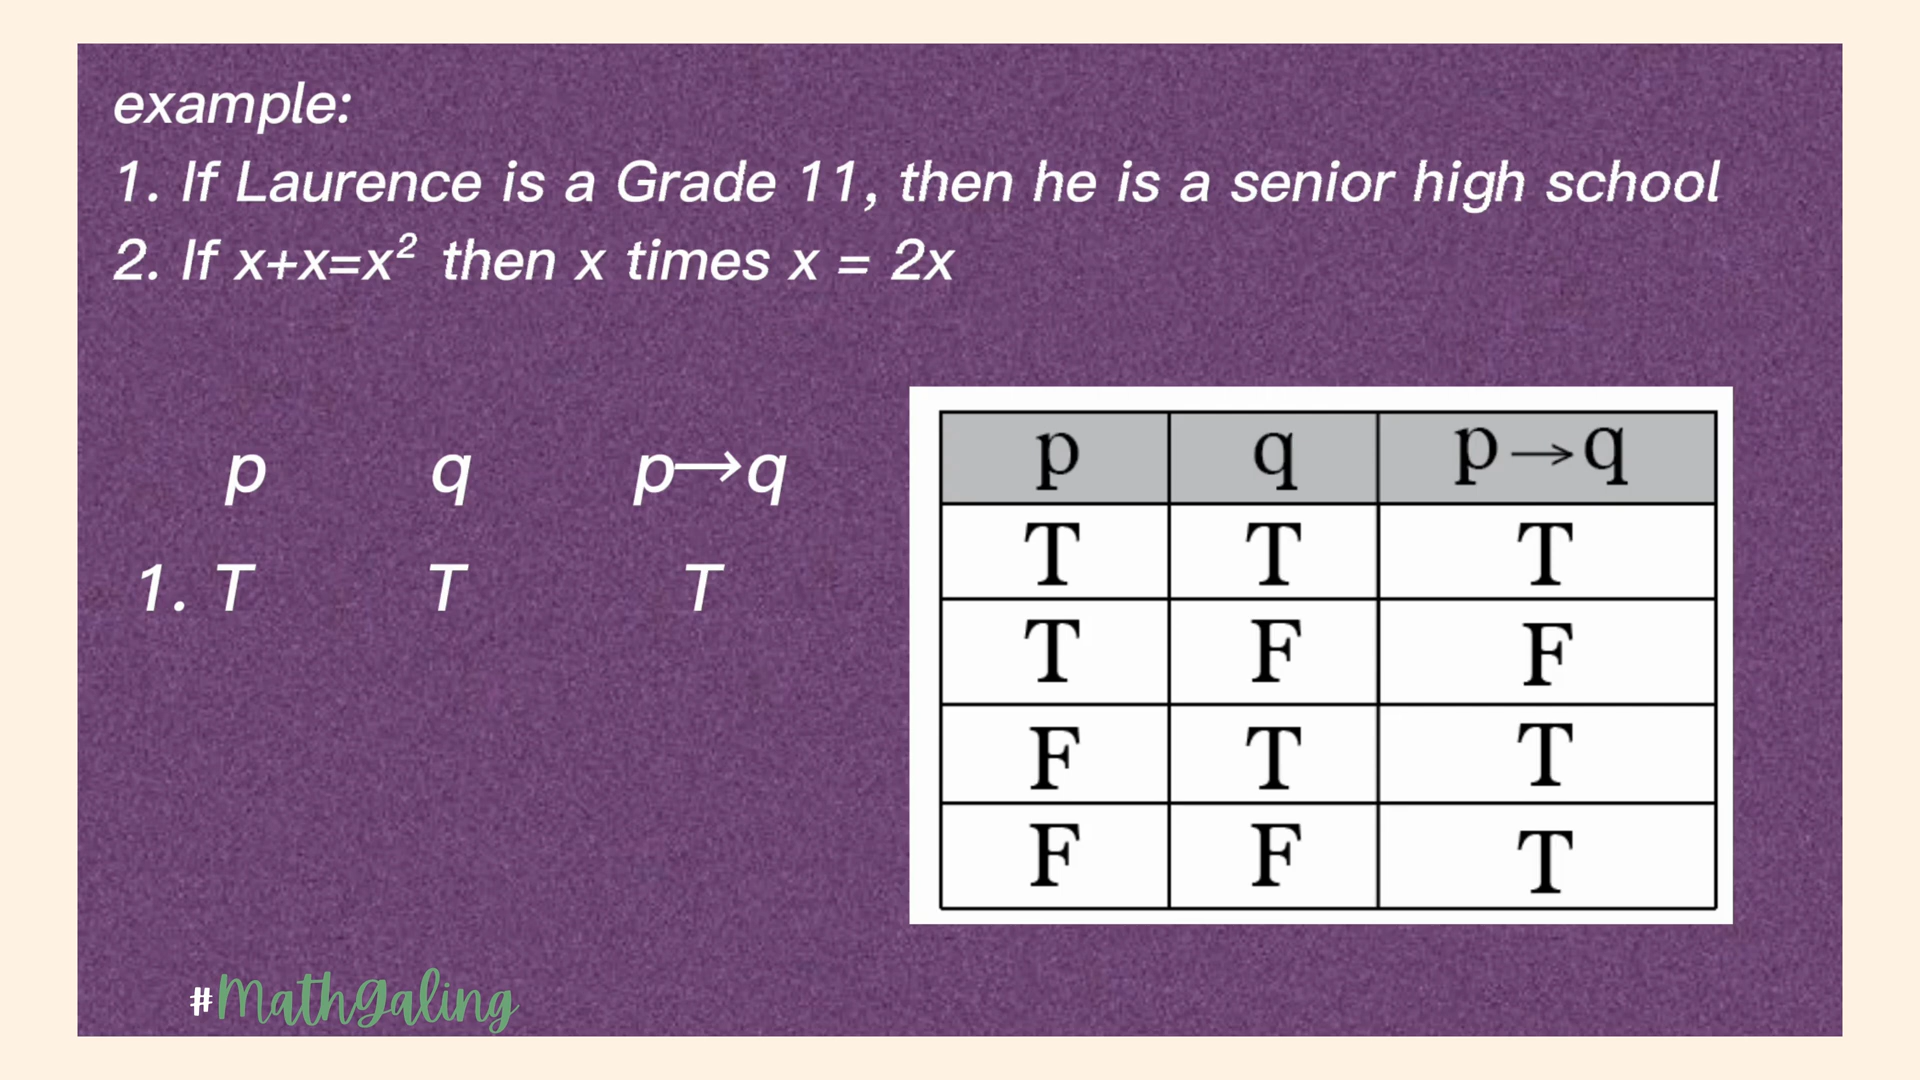 example:
1. If Laurence is a Grade 11, then he is a senior high school
2. If x+x=x² then x times x = 2x
p q p→q
1. T T T
p q p→q
T T T
T F F
F T T
F F T
#MathGaling